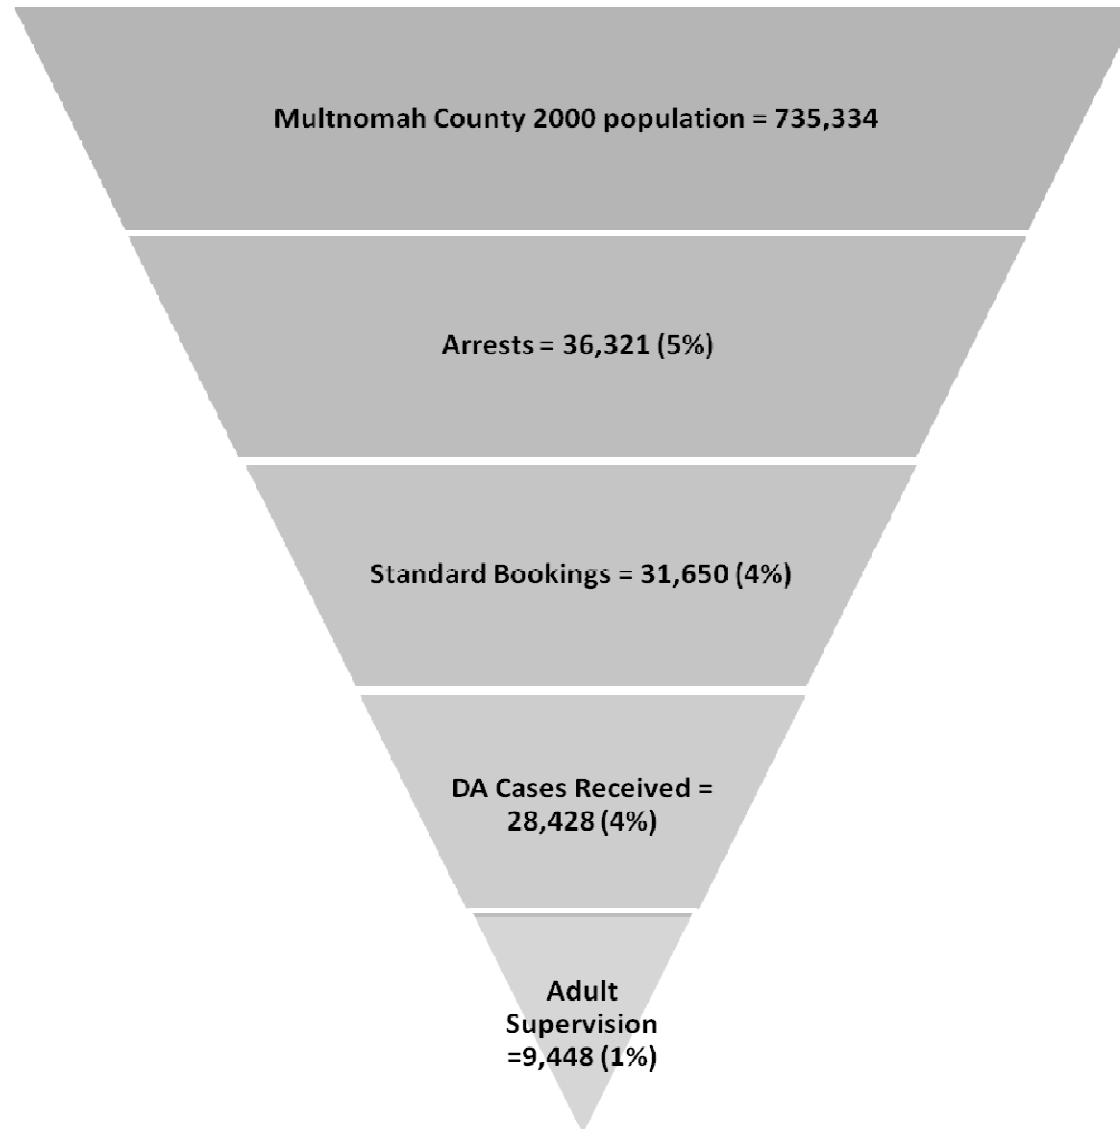 Multnomah County 2000 population = 735,334
Arrests = 36,321 (5%)
Standard Bookings = 31,650 (4%)
DA Cases Received =
28,428 (4%)
Adult
Supervision
=9,448 (1%)